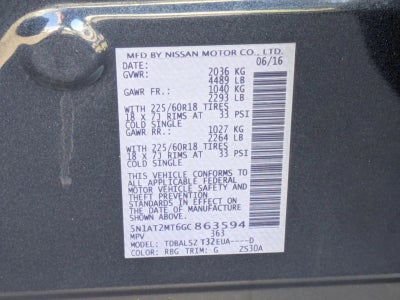 MFD BY NISSAN MOTOR CO., LTD.
DATE: 06/16
GVWR: 2036 KG
4489 LB
GAWR FR.: 1040 KG
2293 LB
WITH 225/60R18 TIRES
18 x 7J RIMS AT 33 PSI
COLD SINGLE
GAWR RR.: 1027 KG
2264 LB
WITH 225/60R18 TIRES
18 x 7J RIMS AT 33 PSI
COLD SINGLE
THIS VEHICLE CONFORMS TO
ALL APPLICABLE FEDERAL
MOTOR VEHICLE SAFETY
STANDARDS IN EFFECT ON
THE DATE OF MANUFACTURE
SHOWN ABOVE.
5N1AT2MT6GC863594
MPV 363
MODEL: TDBALSZ T32EUA----D
COLOR: RBG TRIM: G ZS30A